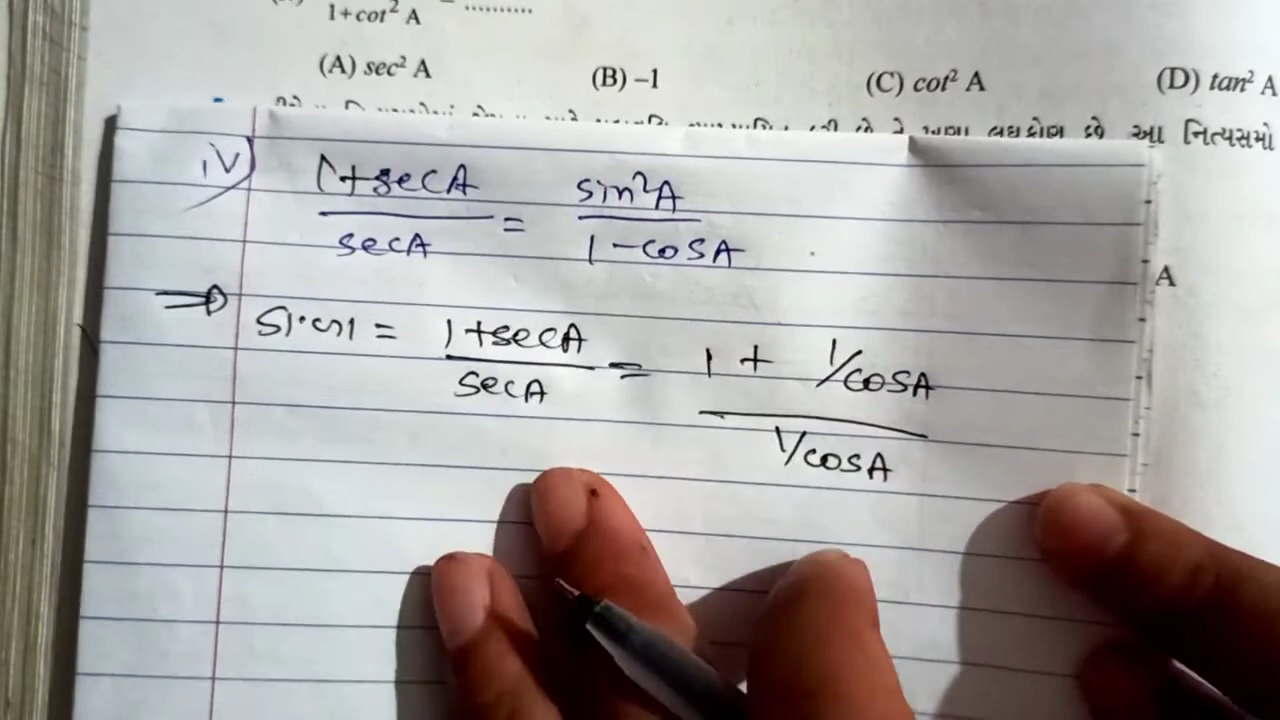 1+cot² A = ..........
(A) sec² A (B) –1 (C) cot² A (D) tan² A
આ નિત્યસમો
iv) 1+secA / secA = sin²A / 1-cosA
A
⇒ ડા.બા = 1+secA / secA = 1 + 1/cosA / 1/cosA